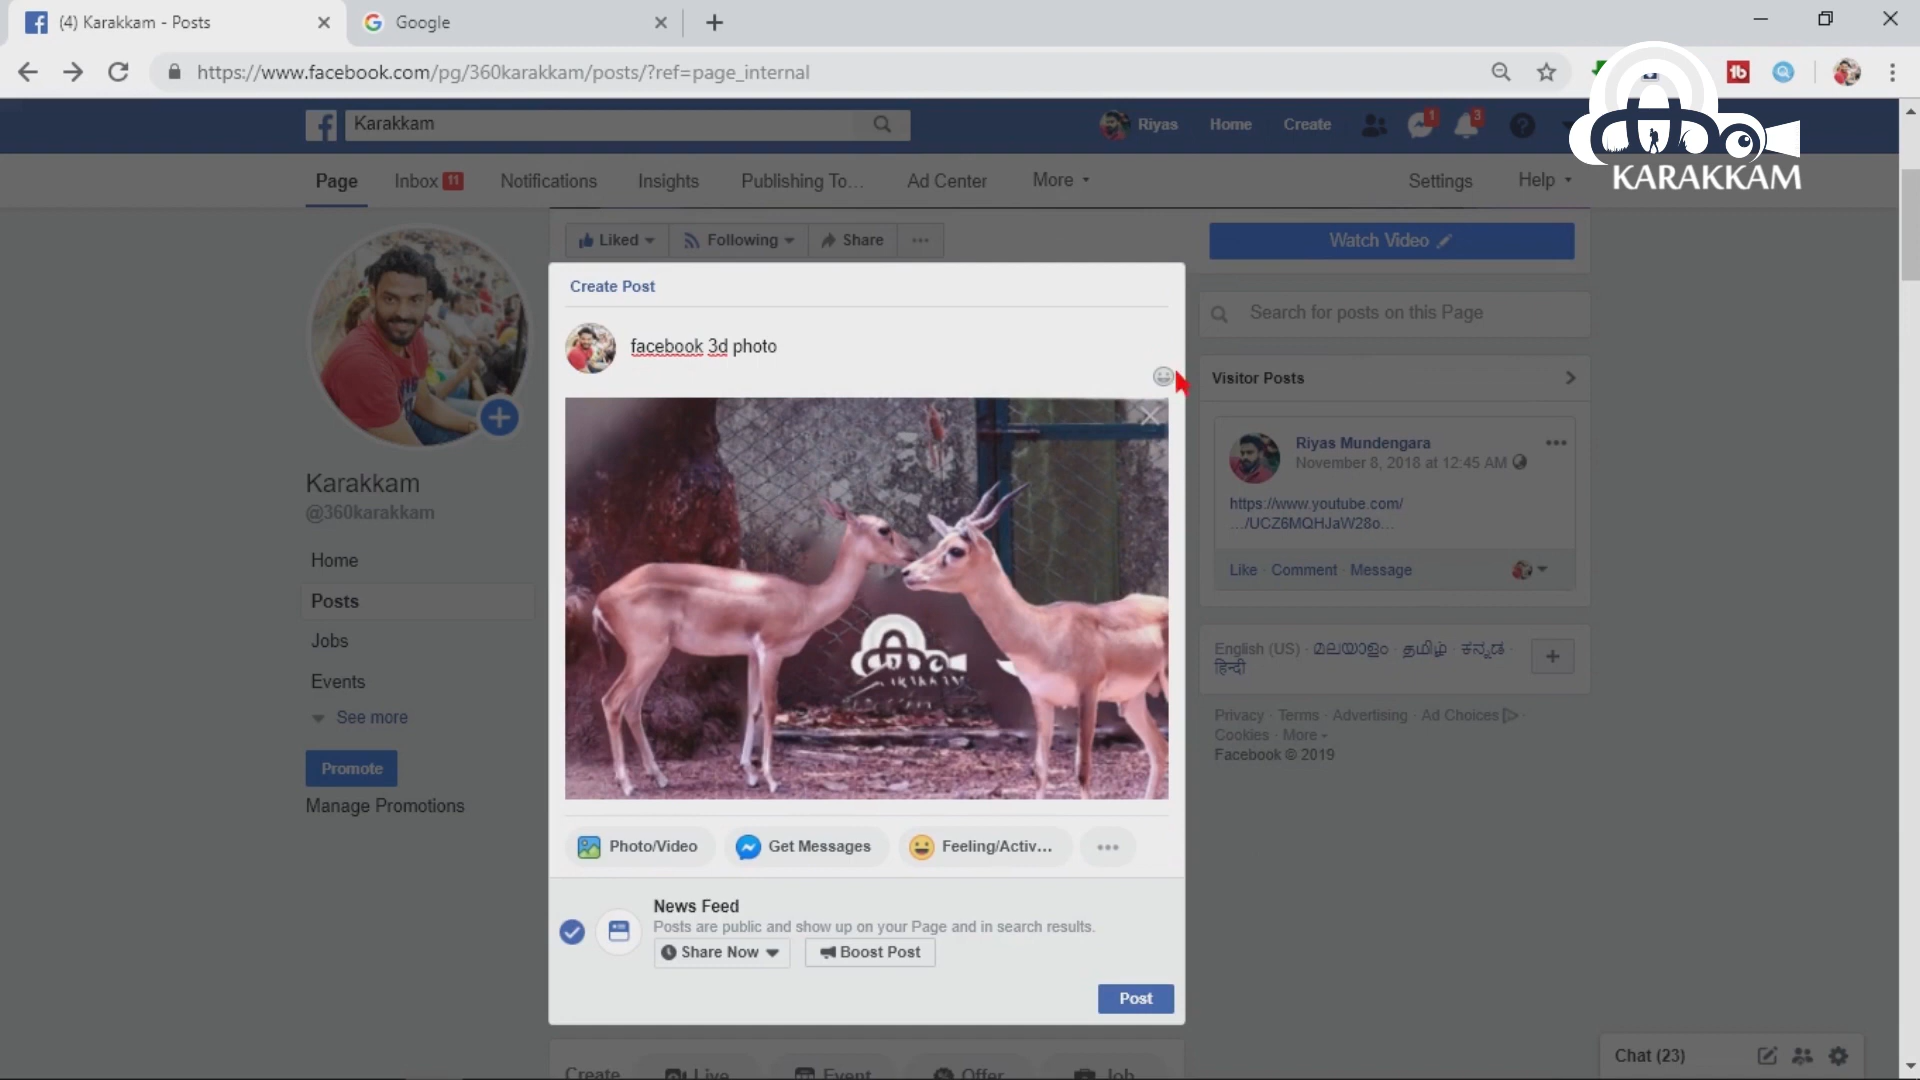 (4) Karakkam - Posts
Google
https://www.facebook.com/pg/360karakkam/posts/?ref=page_internal
Karakkam
Riyas
Home
Create
1
3
KARAKKAM
Page
Inbox 11
Notifications
Insights
Publishing To...
Ad Center
More
Settings
Help
Liked
Following
Share
Watch Video
Create Post
facebook 3d photo
Search for posts on this Page
Visitor Posts
Riyas Mundengara
November 8, 2018 at 12:45 AM
https://www.youtube.com/
.../UCZ6MQHJaW28o...
Like · Comment · Message
Karakkam
@360karakkam
Home
Posts
Jobs
Events
See more
Promote
Manage Promotions
English (US) · മലയാളം · தமிழ் · ಕನ್ನಡ ·
हिन्दी
Privacy · Terms · Advertising · Ad Choices ·
Cookies · More
Facebook © 2019
Photo/Video
Get Messages
Feeling/Activ...
News Feed
Posts are public and show up on your Page and in search results.
Share Now
Boost Post
Post
Create
Live
Event
Offer
Job
Chat (23)